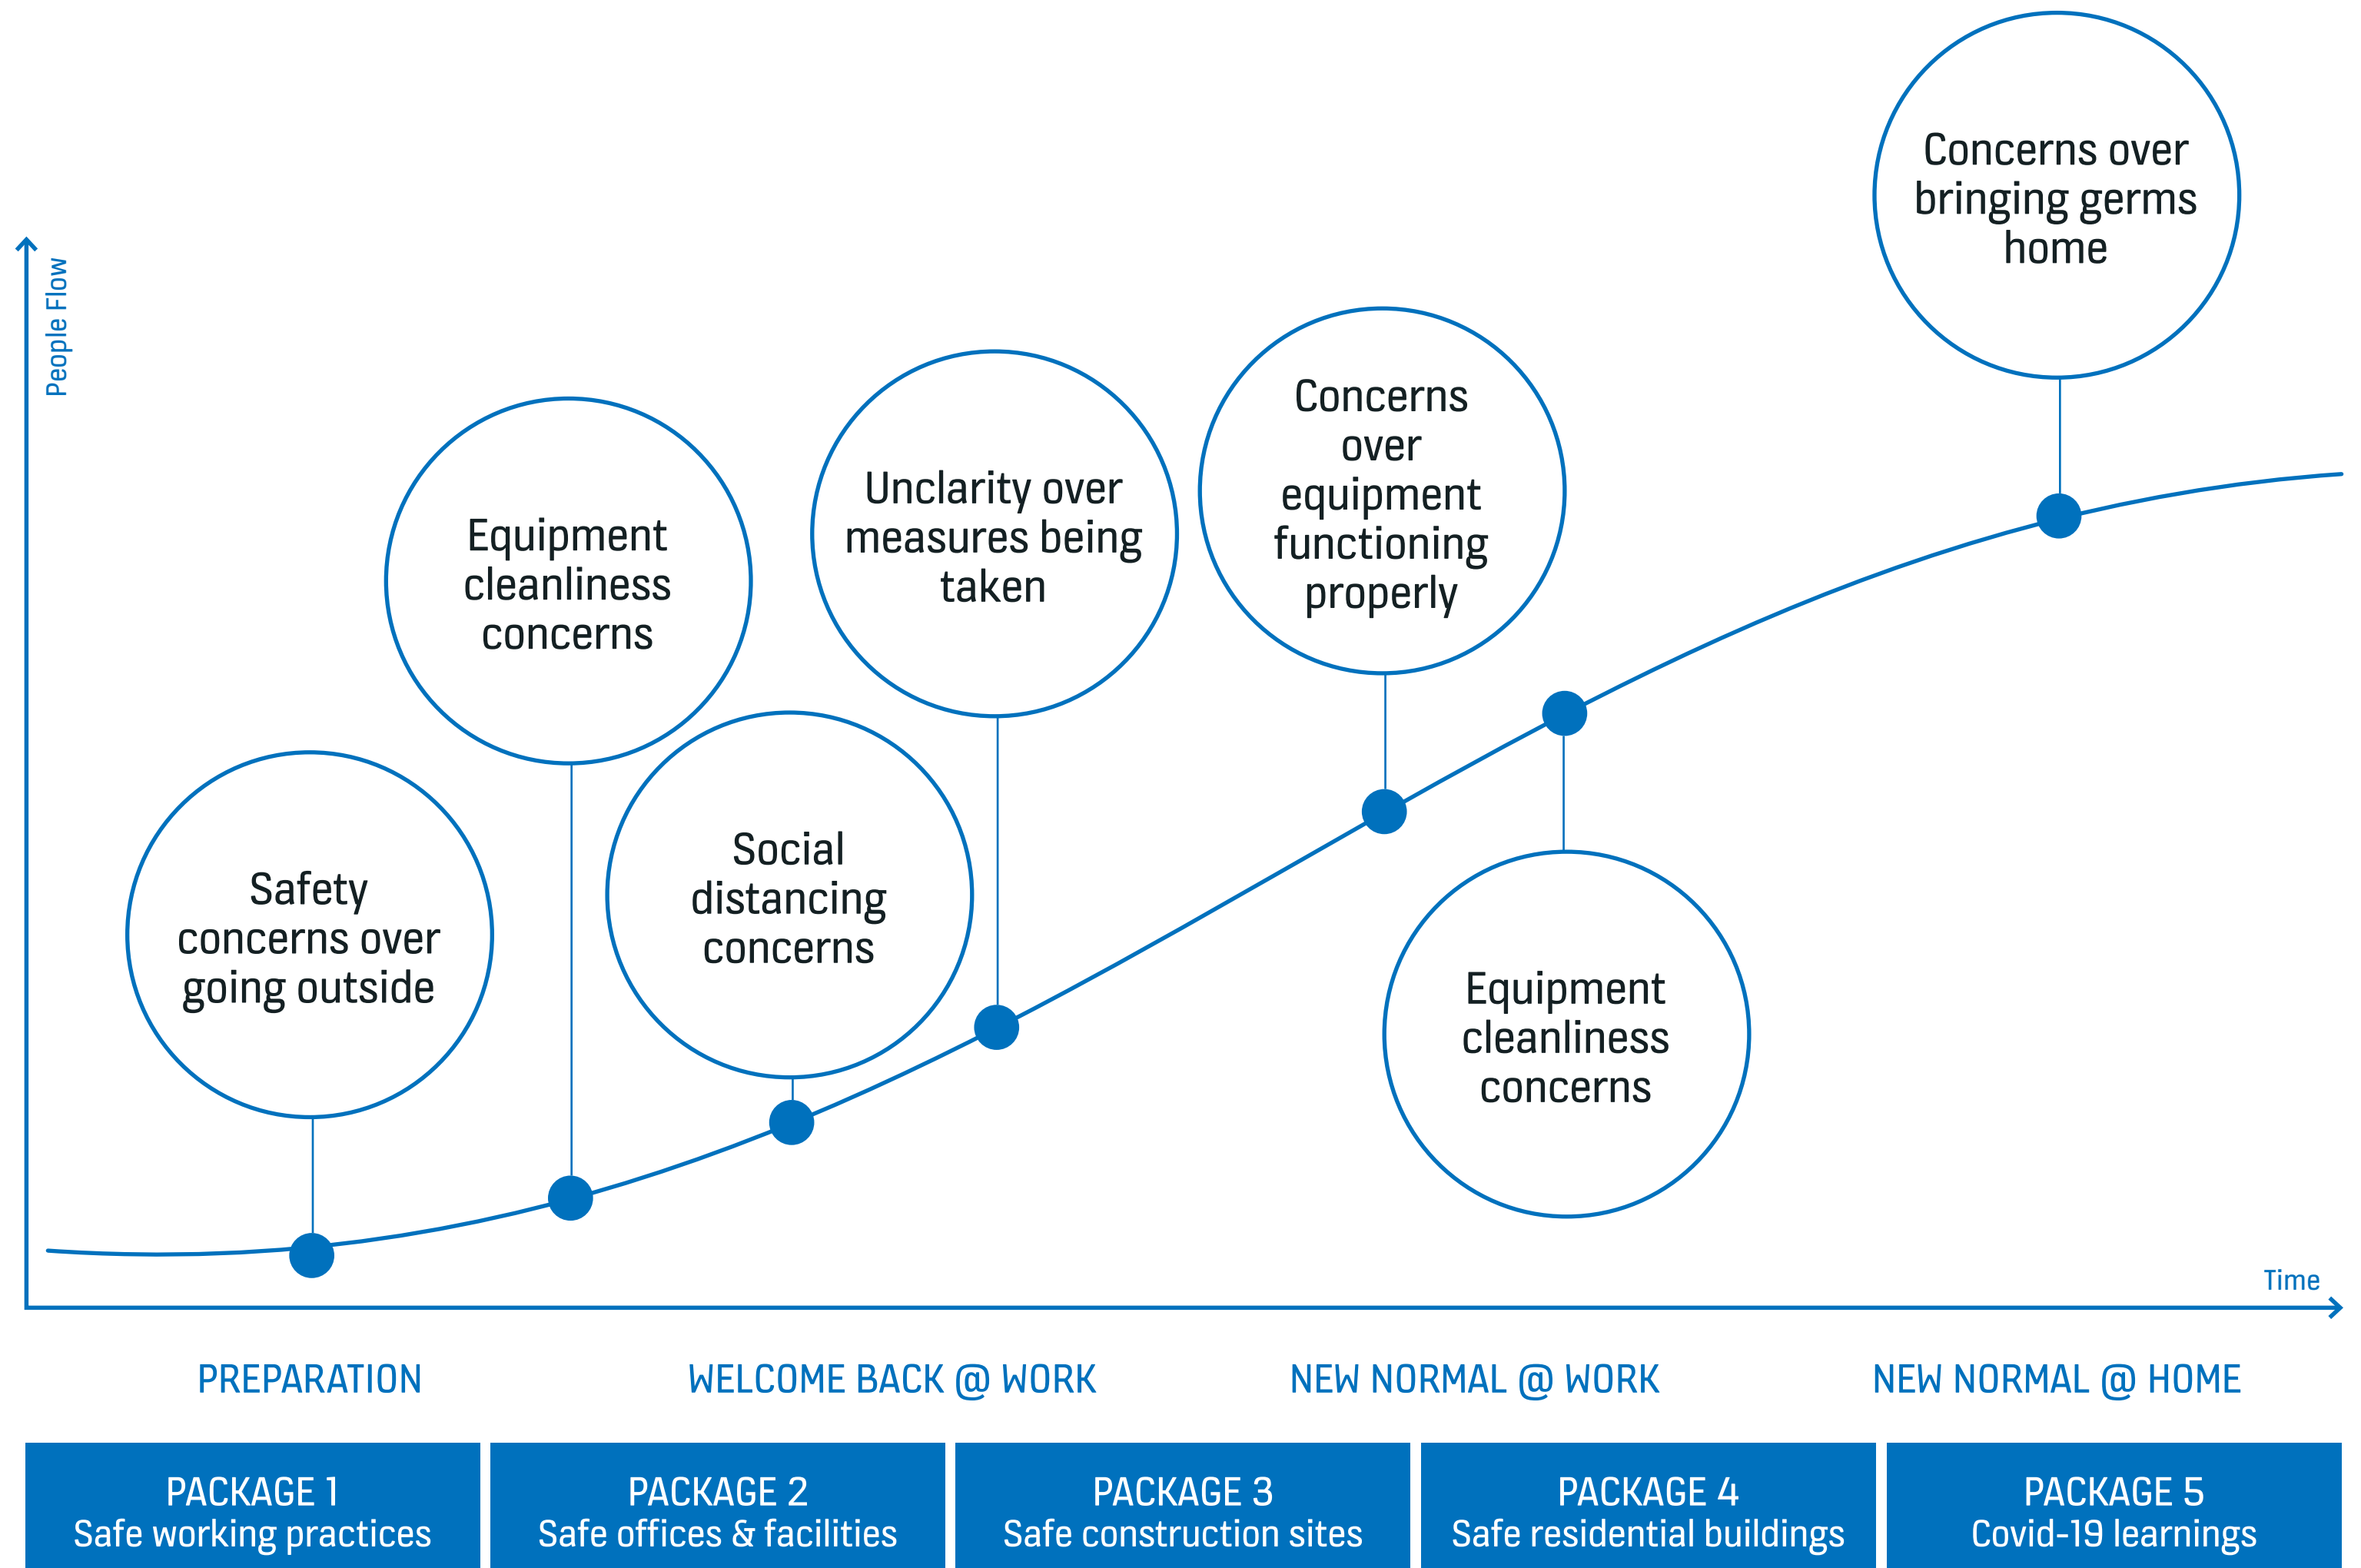 People Flow
Safety
concerns over
going outside
Equipment
cleanliness
concerns
Social
distancing
concerns
Unclarity over
measures being
taken
Concerns
over
equipment
functioning
properly
Equipment
cleanliness
concerns
Concerns over
bringing germs
home
Time
PREPARATION
WELCOME BACK @ WORK
NEW NORMAL @ WORK
NEW NORMAL @ HOME
PACKAGE 1
Safe working practices
PACKAGE 2
Safe offices & facilities
PACKAGE 3
Safe construction sites
PACKAGE 4
Safe residential buildings
PACKAGE 5
Covid-19 learnings